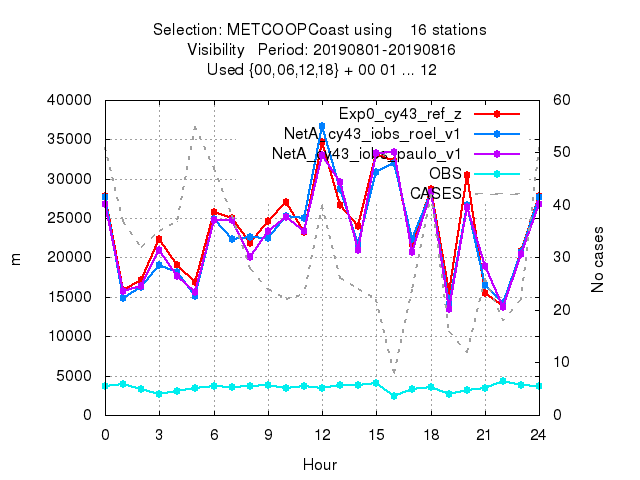 Selection: METCOOPCoast using    16 stations
Visibility   Period: 20190801-20190816
Used {00,06,12,18} + 00 01 ... 12
40000
35000
30000
25000
20000
15000
10000
5000
0
60
50
40
30
20
10
0
Exp0_cy43_ref_z
NetA_cy43_iobs_roel_v1
NetA_cy43_iobs_paulo_v1
OBS
CASES
m
No cases
0 3 6 9 12 15 18 21 24
Hour